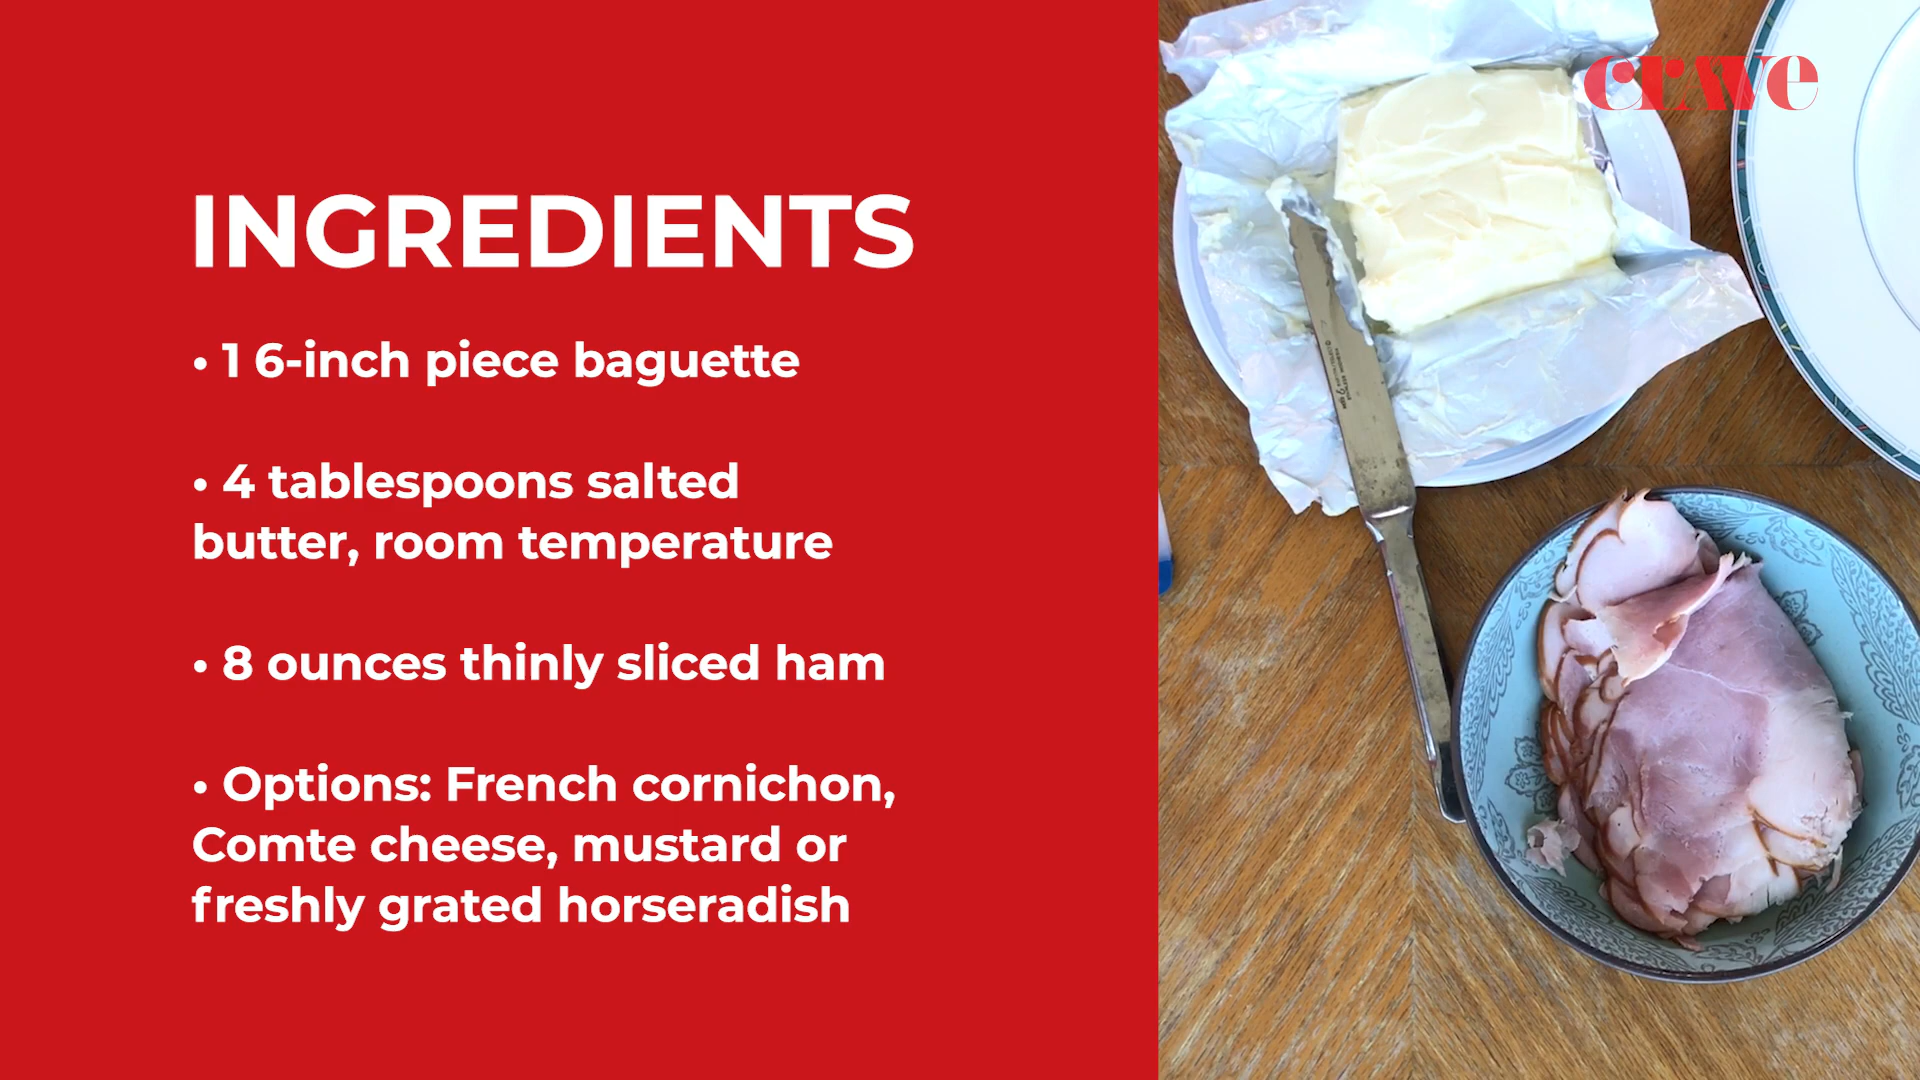 CRAVE
INGREDIENTS
• 1 6-inch piece baguette
• 4 tablespoons salted
butter, room temperature
• 8 ounces thinly sliced ham
• Options: French cornichon,
Comte cheese, mustard or
freshly grated horseradish